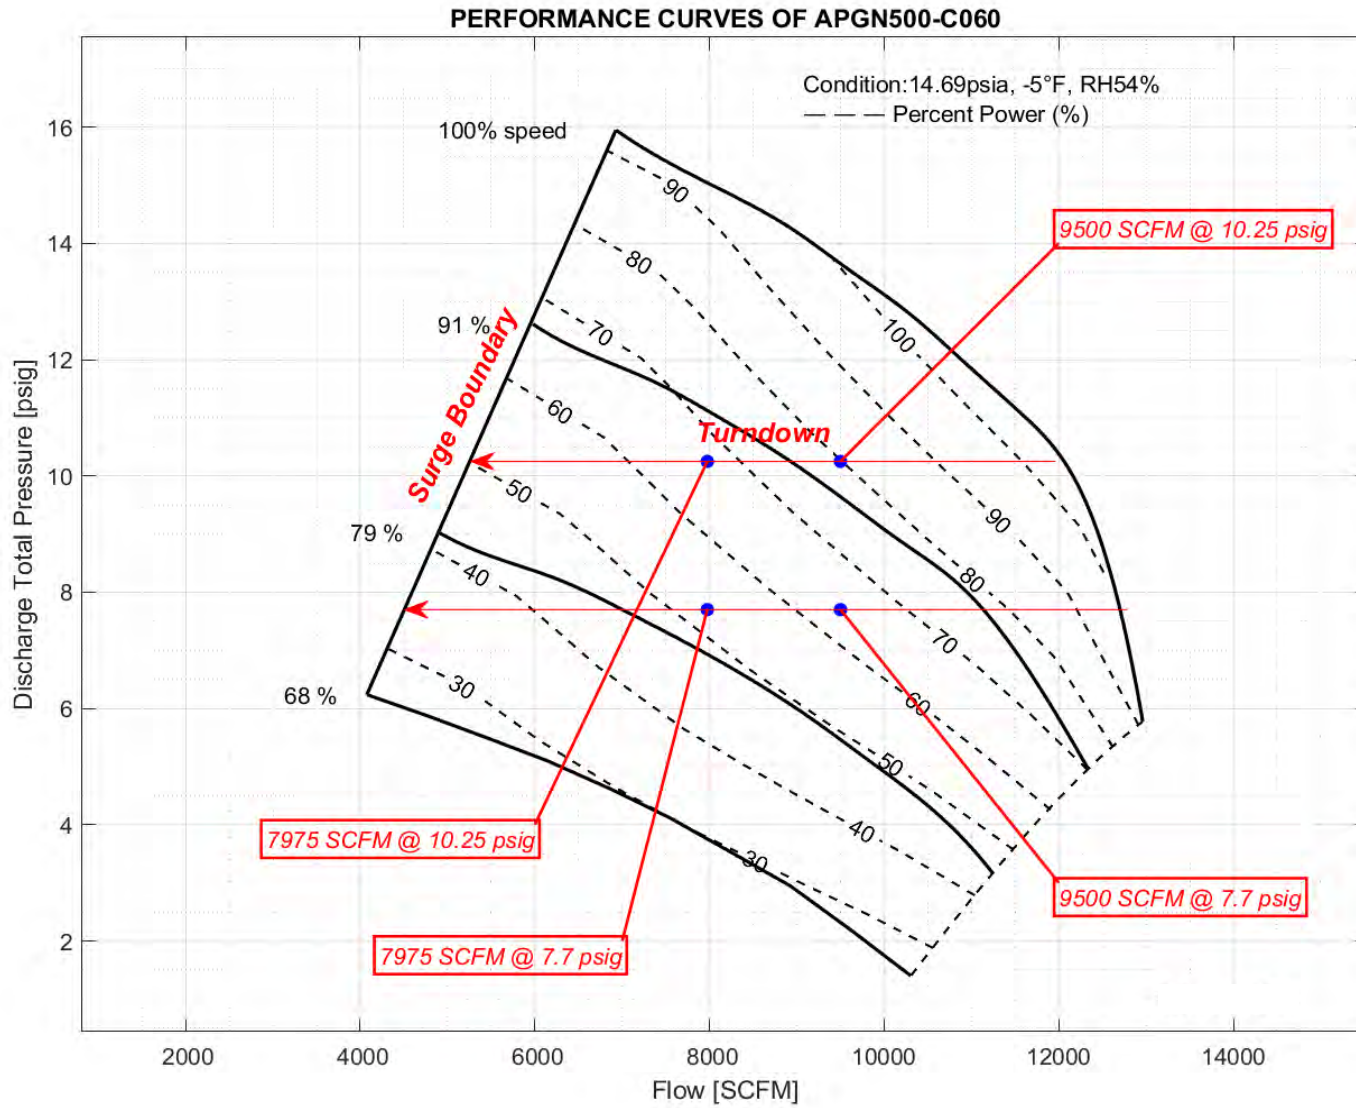 PERFORMANCE CURVES OF APGN500-C060
Condition:14.69psia, -5°F, RH54%
— — — Percent Power (%)
100% speed
91 %
79 %
68 %
Surge Boundary
Turndown
9500 SCFM @ 10.25 psig
7975 SCFM @ 10.25 psig
7975 SCFM @ 7.7 psig
9500 SCFM @ 7.7 psig
90
80
70
60
50
40
30
100
90
80
70
60
50
40
30
Discharge Total Pressure [psig]
16
14
12
10
8
6
4
2
2000
4000
6000
8000
10000
12000
14000
Flow [SCFM]